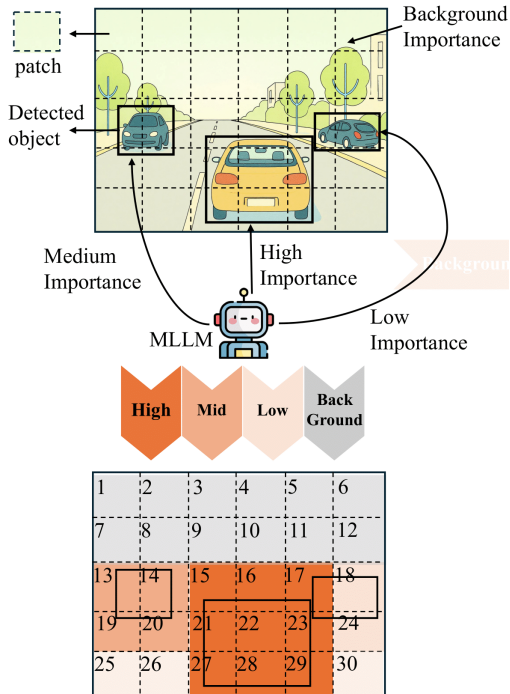 Background
Importance
patch
Detected
object
Medium
Importance
High
Importance
Background
MLLM
Low
Importance
High
Mid
Low
Back
Ground
1 2 3 4 5 6
7 8 9 10 11 12
13 14 15 16 17 18
19 20 21 22 23 24
25 26 27 28 29 30